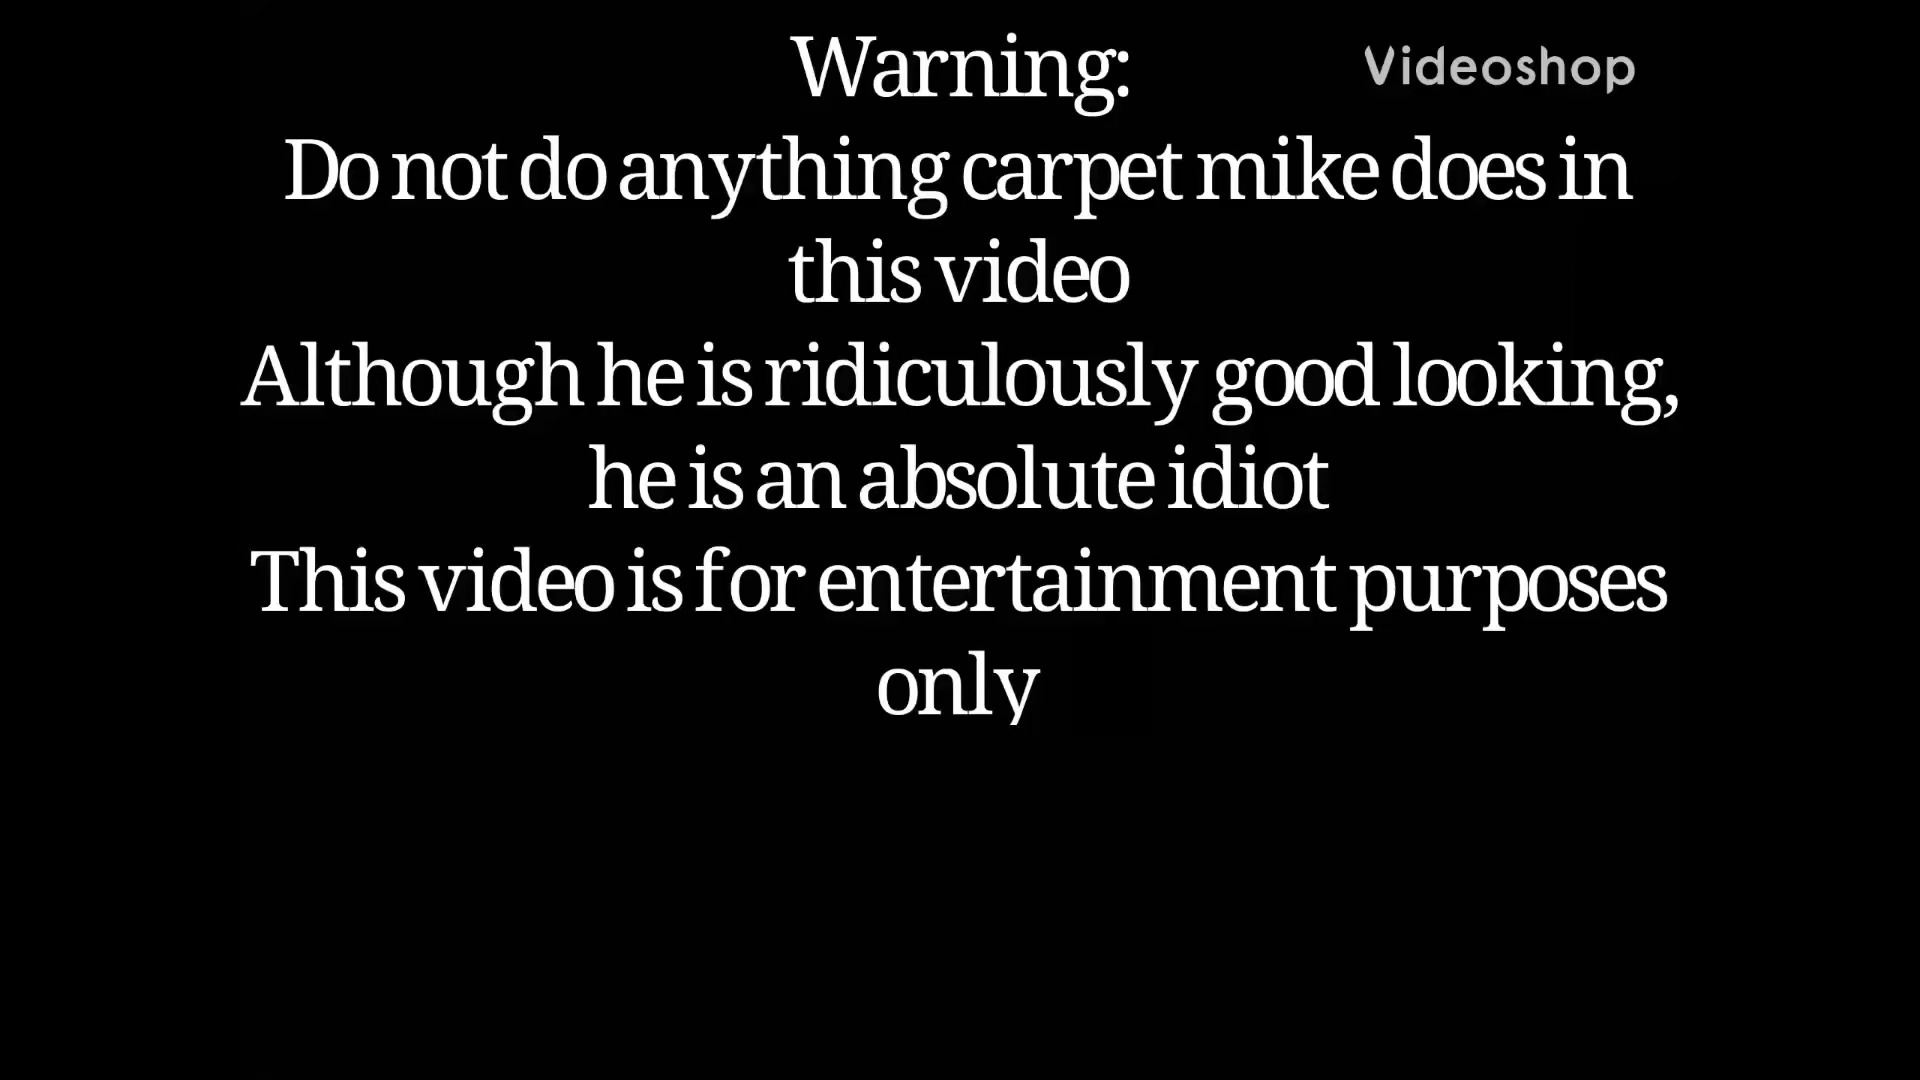 Warning:
Videoshop
Do not do anything carpet mike does in
this video
Although he is ridiculously good looking,
he is an absolute idiot
This video is for entertainment purposes
only